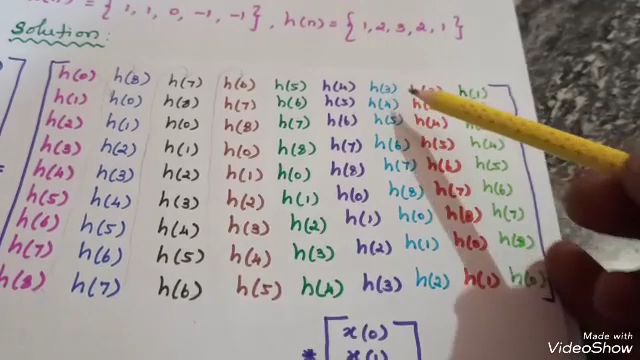 = { 1, 1, 0, -1, -1 }, h(n) = { 1, 2, 3, 2, 1 }
Solution
h(0) h(8) h(7) h(6) h(5) h(4) h(3) h(1)
h(1) h(0) h(8) h(7) h(6) h(5) h(4)
h(2) h(1) h(0) h(8) h(7) h(6) h(5) h(4)
h(3) h(2) h(1) h(0) h(8) h(7) h(6) h(5) h(4)
h(4) h(3) h(2) h(1) h(0) h(8) h(7) h(6) h(5)
h(5) h(4) h(3) h(2) h(1) h(0) h(8) h(7) h(6)
h(6) h(5) h(4) h(3) h(2) h(1) h(0) h(8) h(7)
h(7) h(6) h(5) h(4) h(3) h(2) h(1) h(0) h(8)
h(8) h(7) h(6) h(5) h(4) h(3) h(2) h(1) h(0)
* x(0)
x(1)
Made with
VideoShow